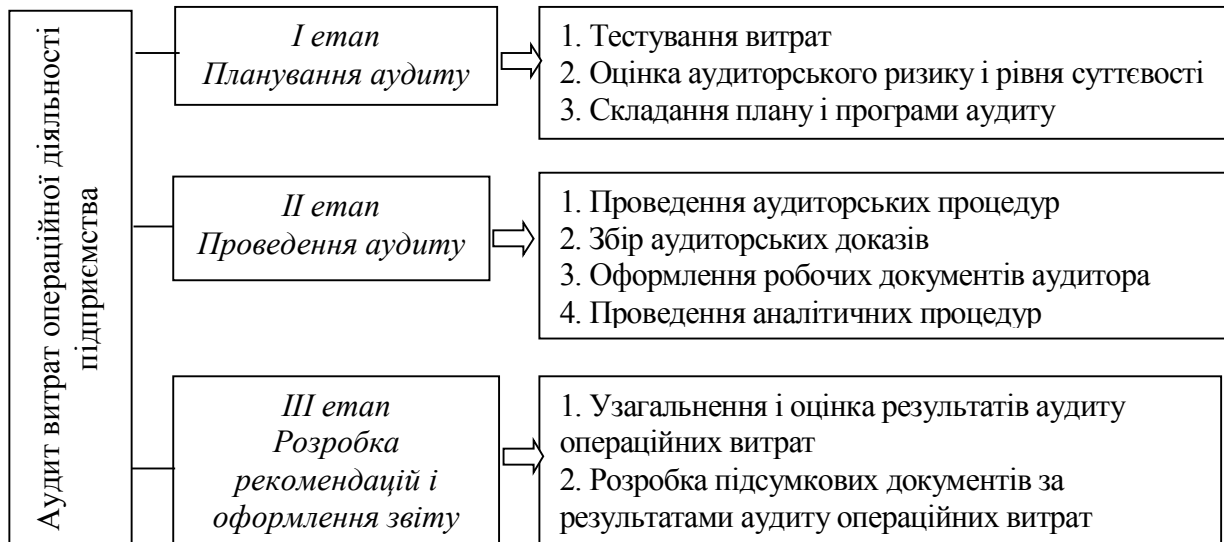 Аудит витрат операційної діяльності
підприємства
І етап
Планування аудиту
1. Тестування витрат
2. Оцінка аудиторського ризику і рівня суттєвості
3. Складання плану і програми аудиту
ІІ етап
Проведення аудиту
1. Проведення аудиторських процедур
2. Збір аудиторських доказів
3. Оформлення робочих документів аудитора
4. Проведення аналітичних процедур
ІІІ етап
Розробка
рекомендацій і
оформлення звіту
1. Узагальнення і оцінка результатів аудиту
операційних витрат
2. Розробка підсумкових документів за
результатами аудиту операційних витрат